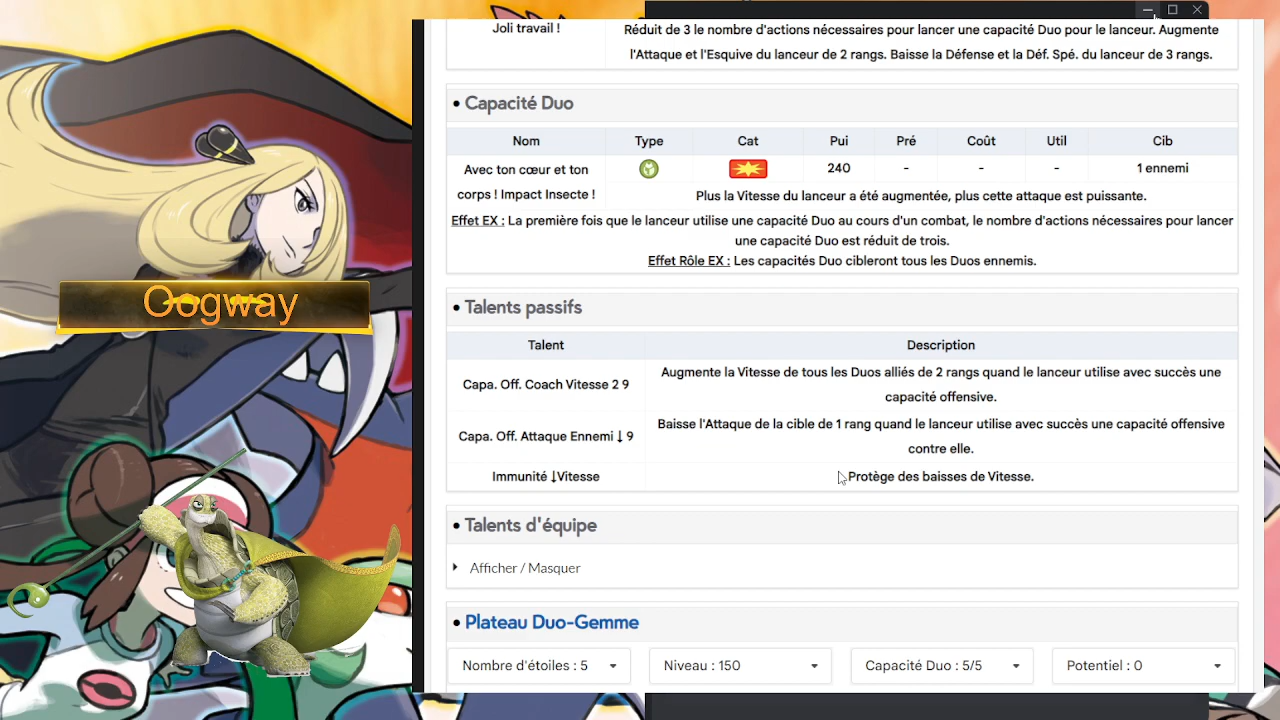 Joli travail !
Réduit de 3 le nombre d'actions nécessaires pour lancer une capacité Duo pour le lanceur. Augmente
l'Attaque et l'Esquive du lanceur de 2 rangs. Baisse la Défense et la Déf. Spé. du lanceur de 3 rangs.
• Capacité Duo
Nom Type Cat Pui Pré Coût Util Cib
Avec ton cœur et ton
corps ! Impact Insecte !
240 - - - 1 ennemi
Plus la Vitesse du lanceur a été augmentée, plus cette attaque est puissante.
Effet EX : La première fois que le lanceur utilise une capacité Duo au cours d'un combat, le nombre d'actions nécessaires pour lancer
une capacité Duo est réduit de trois.
Effet Rôle EX : Les capacités Duo cibleront tous les Duos ennemis.
Oogway
• Talents passifs
Talent Description
Capa. Off. Coach Vitesse 2 9
Augmente la Vitesse de tous les Duos alliés de 2 rangs quand le lanceur utilise avec succès une
capacité offensive.
Capa. Off. Attaque Ennemi ↓ 9
Baisse l'Attaque de la cible de 1 rang quand le lanceur utilise avec succès une capacité offensive
contre elle.
Immunité ↓Vitesse
Protège des baisses de Vitesse.
• Talents d'équipe
Afficher / Masquer
• Plateau Duo-Gemme
Nombre d'étoiles : 5 Niveau : 150 Capacité Duo : 5/5 Potentiel : 0